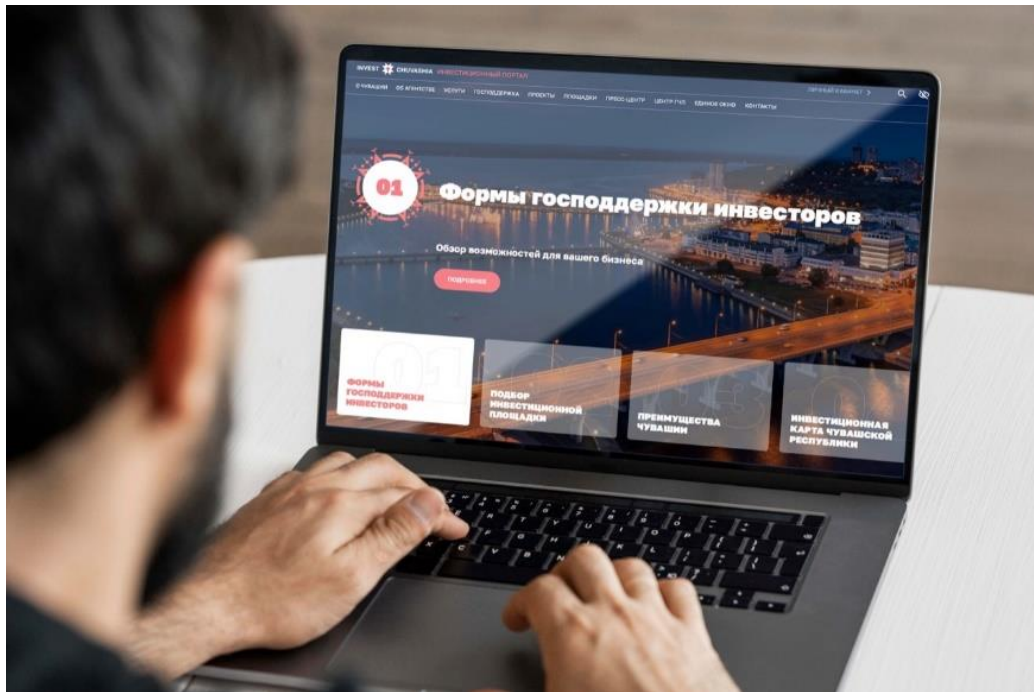 INVEST CHUVASHIA ИНВЕСТИЦИОННЫЙ ПОРТАЛ
ЛИЧНЫЙ КАБИНЕТ
О ЧУВАШИИ ОБ АГЕНТСТВЕ УСЛУГИ ГОСПОДДЕРЖКА ПРОЕКТЫ ПЛОЩАДКИ ПРЕСС-ЦЕНТР ЦЕНТР ГЧП ЕДИНОЕ ОКНО КОНТАКТЫ
01
Формы господдержки инвесторов
Обзор возможностей для вашего бизнеса
ПОДРОБНЕЕ
01
ФОРМЫ
ГОСПОДДЕРЖКИ
ИНВЕСТОРОВ
ПОДБОР
ИНВЕСТИЦИОННОЙ
ПЛОЩАДКИ
ПРЕИМУЩЕСТВА
ЧУВАШИИ
ИНВЕСТИЦИОННАЯ
КАРТА ЧУВАШСКОЙ
РЕСПУБЛИКИ